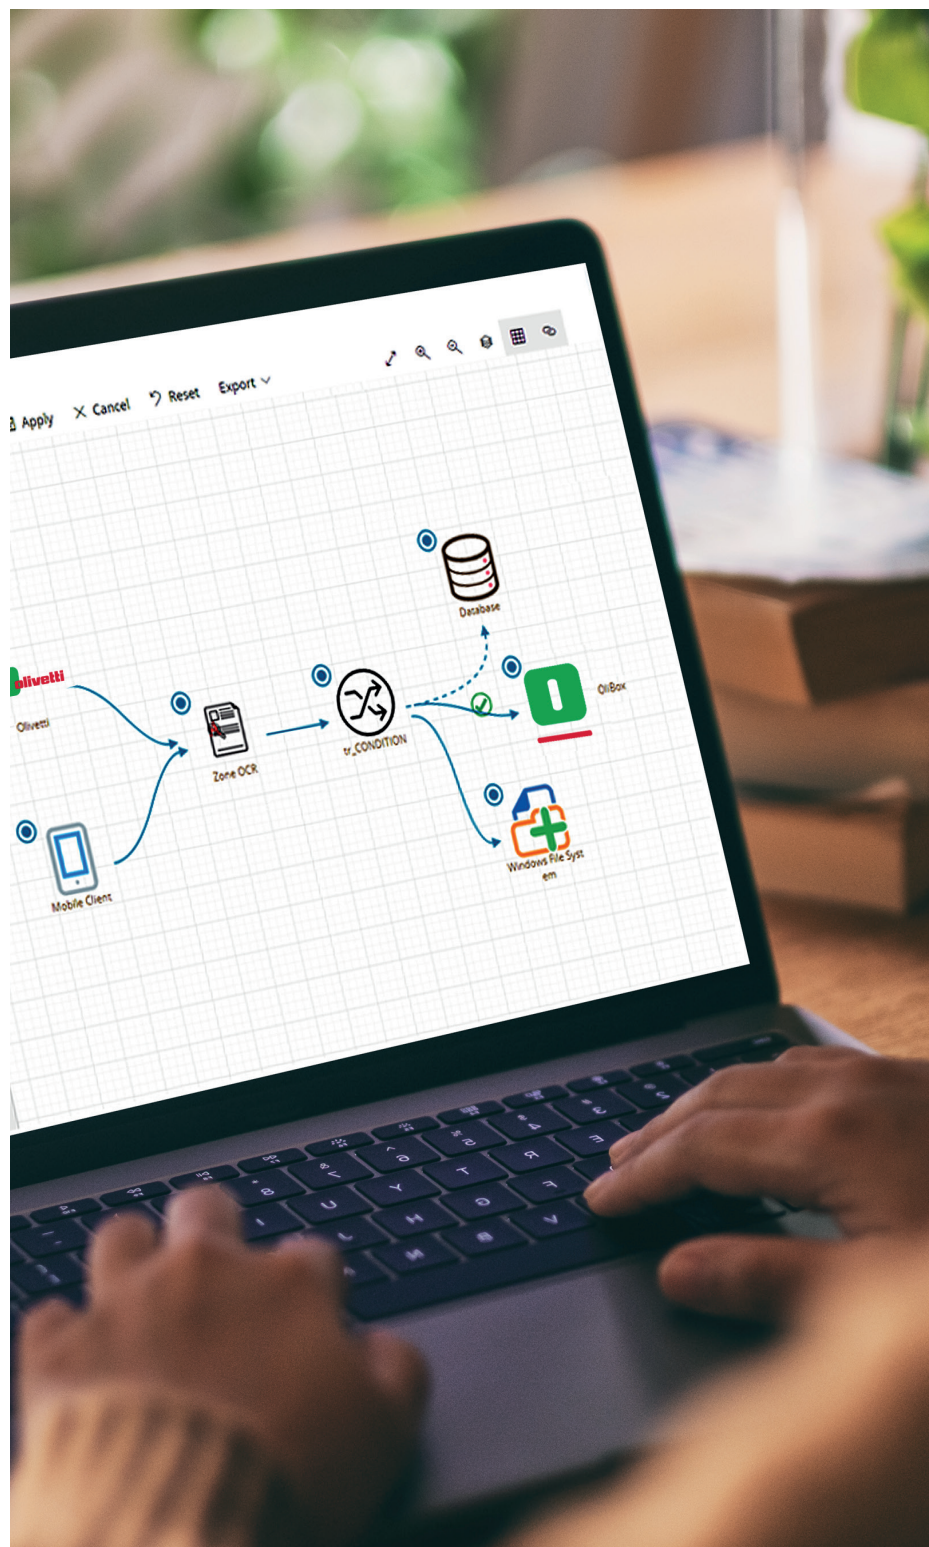 Apply
Cancel
Reset
Export
Database
olivetti
Olivetti
OliBox
tr_CONDITION
Zone OCR
Windows File Syst
em
Mobile Client